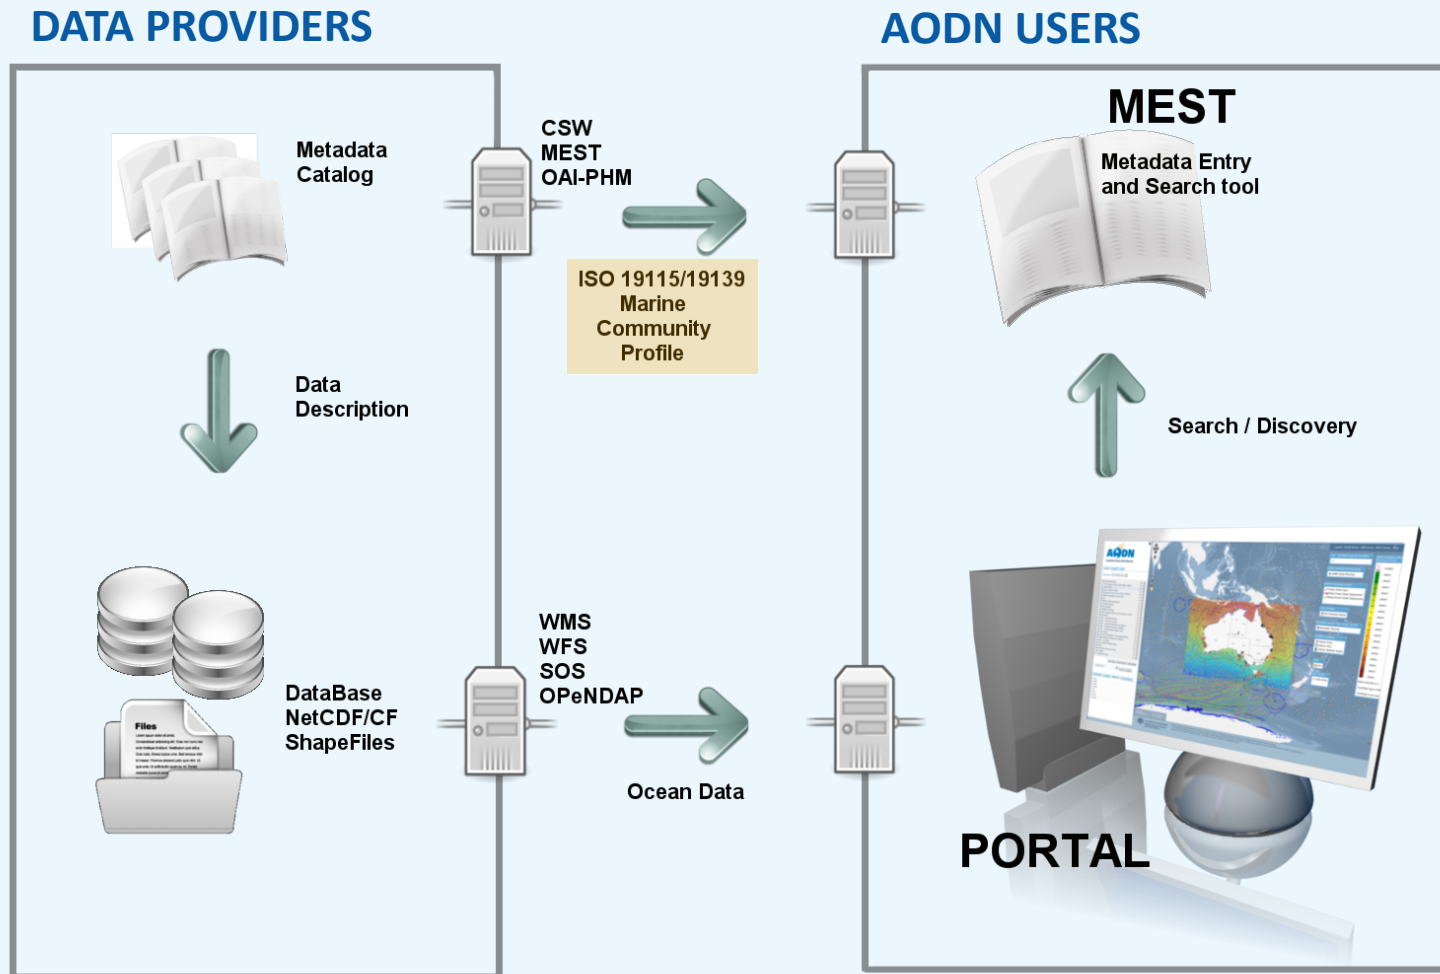 DATA PROVIDERS
AODN USERS
Metadata
Catalog
CSW
MEST
OAI-PHM
ISO 19115/19139
Marine
Community
Profile
MEST
Metadata Entry
and Search tool
Data
Description
Search / Discovery
DataBase
NetCDF/CF
ShapeFiles
Files
WMS
WFS
SOS
OPeNDAP
Ocean Data
AODN
PORTAL